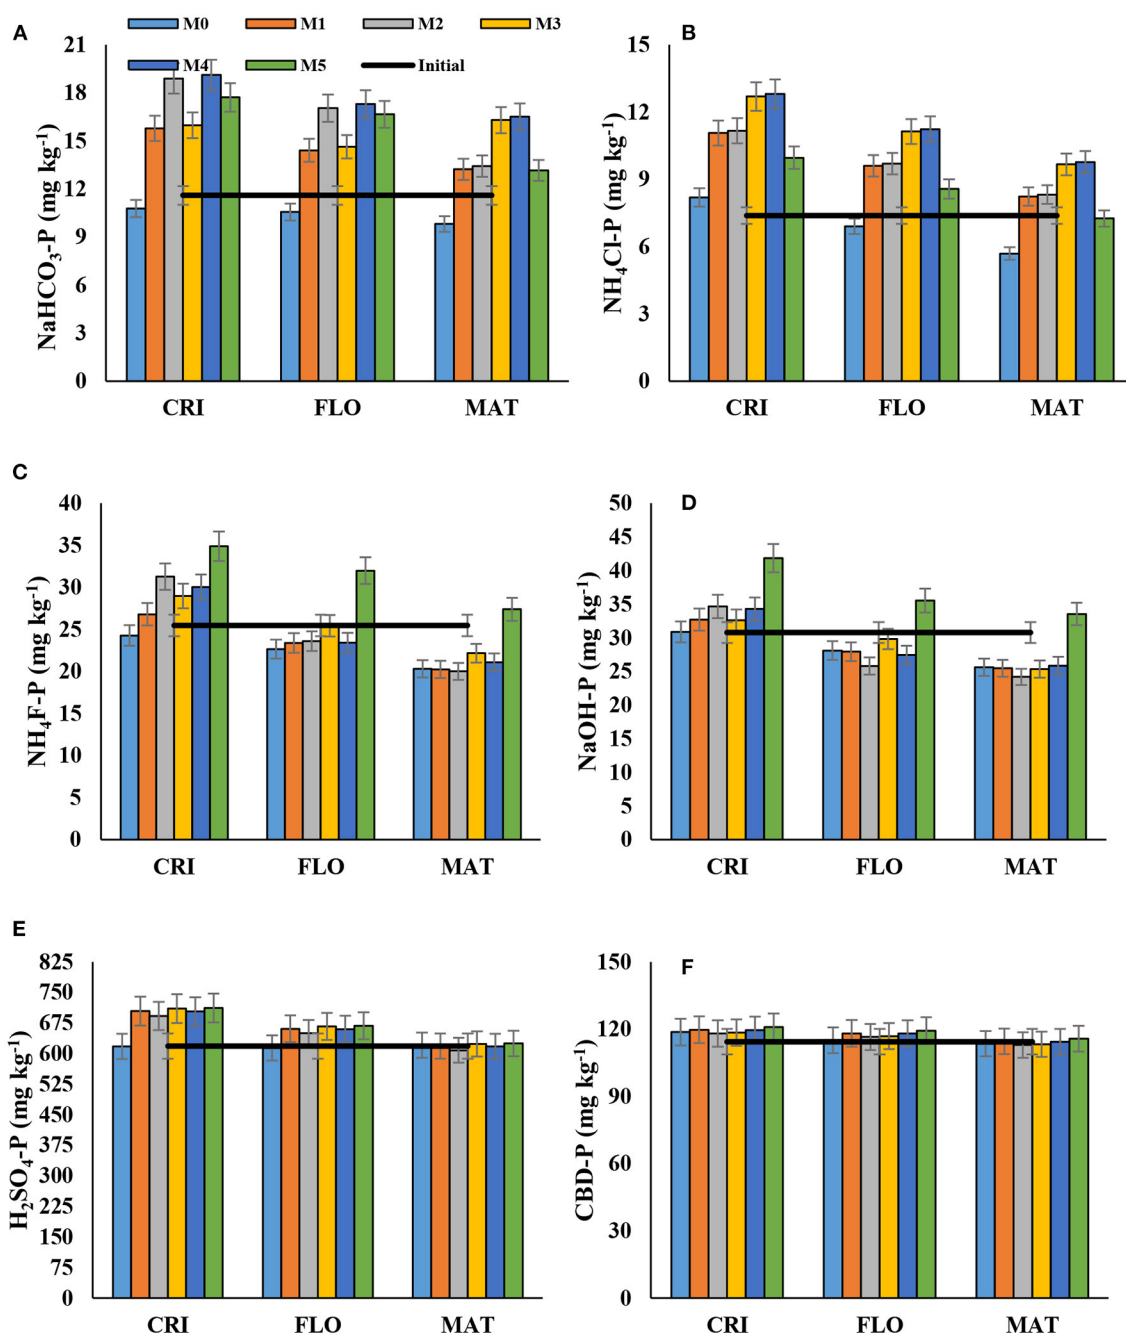 A
M0 M1 M2 M3
M4 M5 Initial
NaHCO₃-P (mg kg⁻¹)
21
18
15
12
9
6
3
0
CRI FLO MAT
B
NH₄Cl-P (mg kg⁻¹)
15
12
9
6
3
0
CRI FLO MAT
C
NH₄F-P (mg kg⁻¹)
40
35
30
25
20
15
10
5
0
CRI FLO MAT
D
NaOH-P (mg kg⁻¹)
50
45
40
35
30
25
20
15
10
5
0
CRI FLO MAT
E
H₂SO₄-P (mg kg⁻¹)
825
750
675
600
525
450
375
300
225
150
75
0
CRI FLO MAT
F
CBD-P (mg kg⁻¹)
150
120
90
60
30
0
CRI FLO MAT